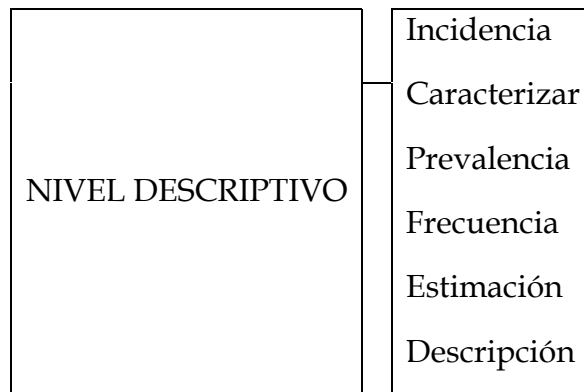 NIVEL DESCRIPTIVO
Incidencia
Caracterizar
Prevalencia
Frecuencia
Estimación
Descripción